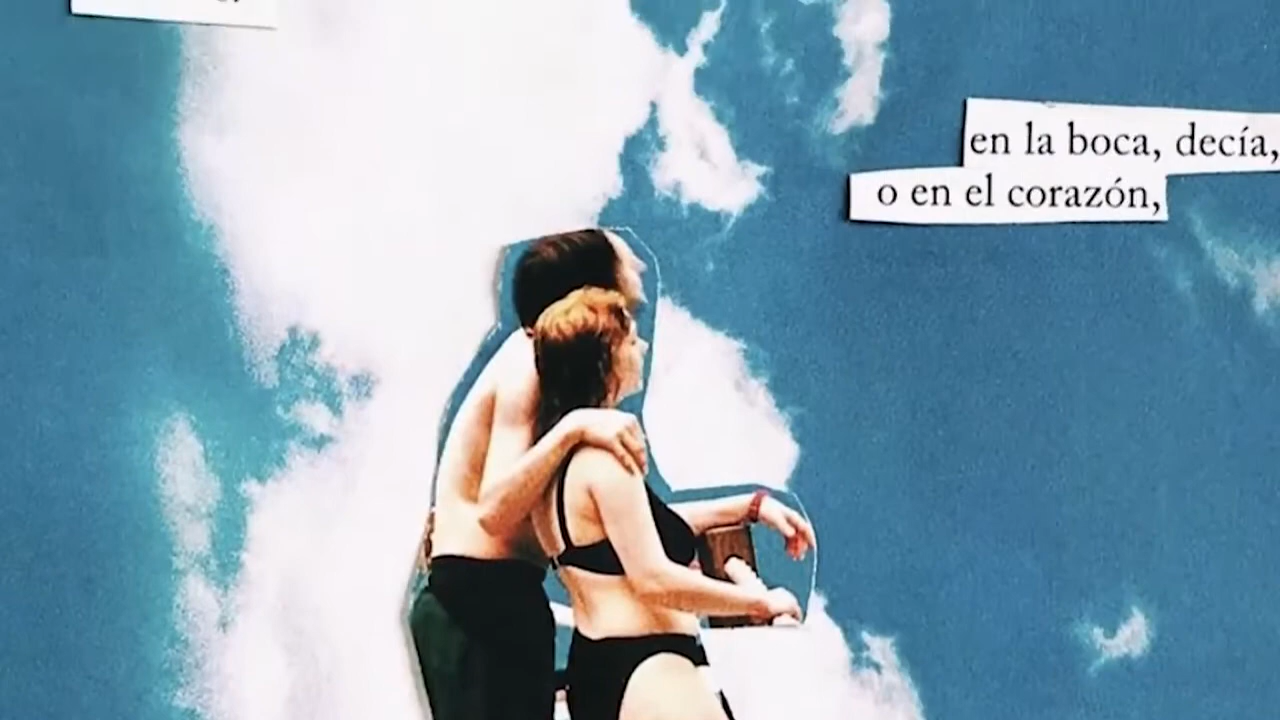 en la boca, decía,
o en el corazón,